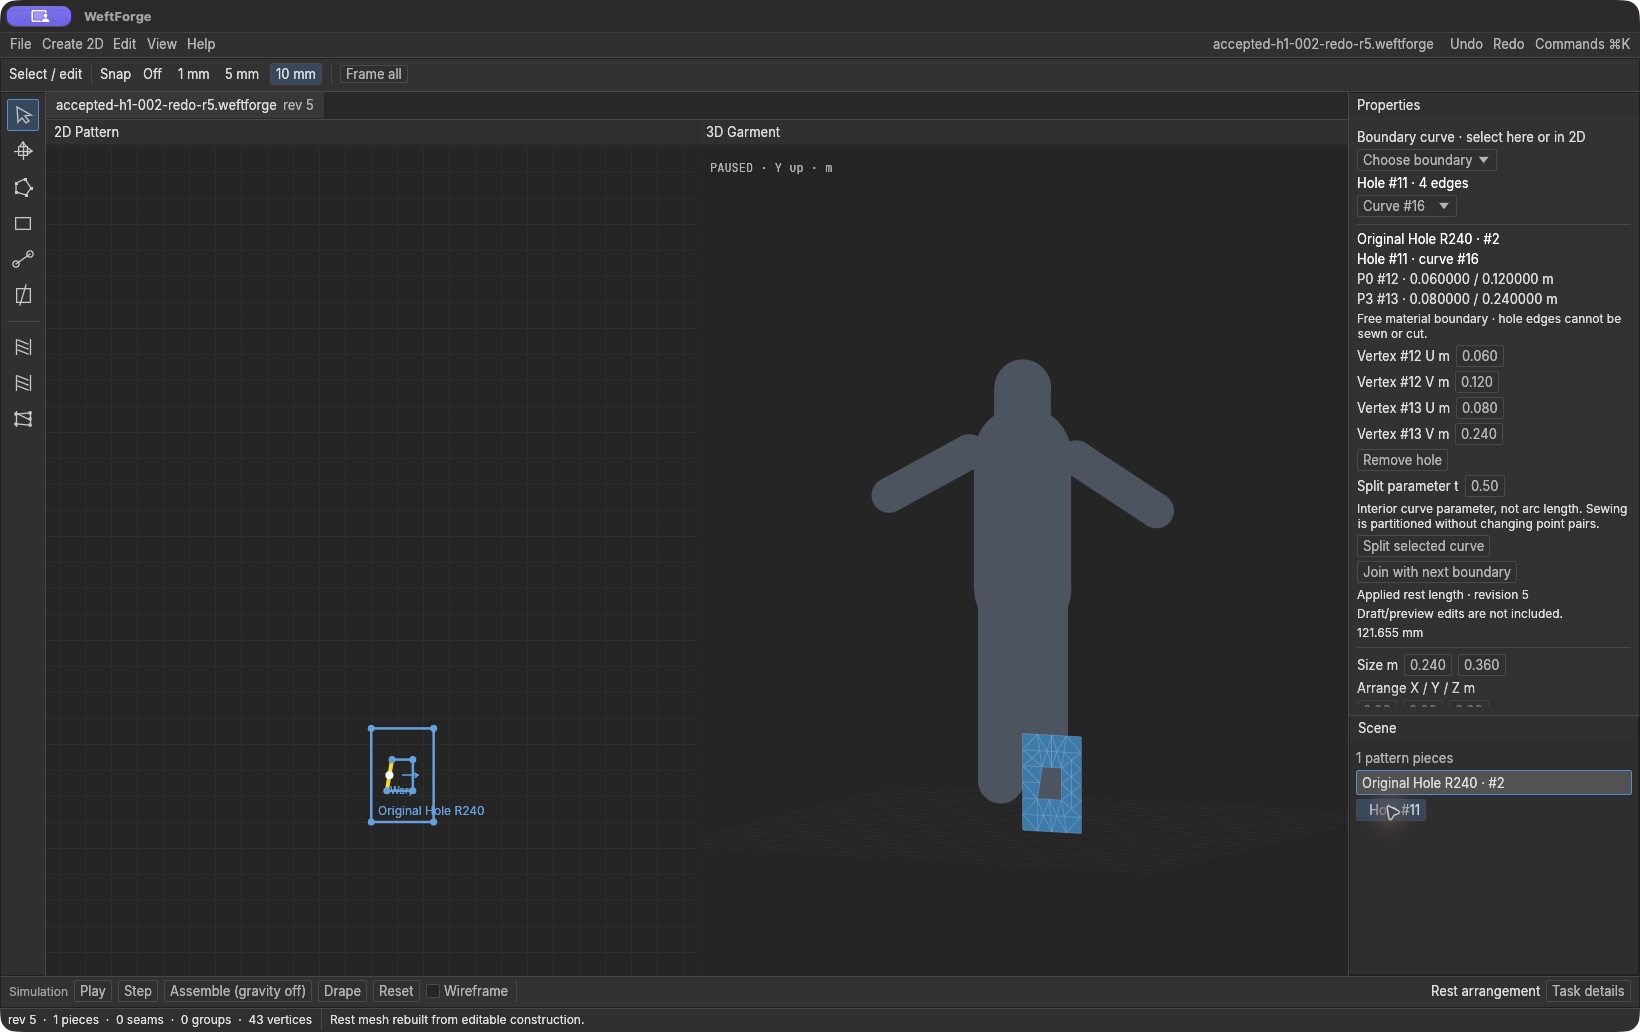 WeftForge
File Create 2D Edit View Help
accepted-h1-002-redo-r5.weftforge Undo Redo Commands ⌘K
Select / edit Snap Off 1 mm 5 mm 10 mm Frame all
accepted-h1-002-redo-r5.weftforge rev 5
2D Pattern
Original Hole R240
3D Garment
PAUSED · Y up · m
Properties
Boundary curve · select here or in 2D
Choose boundary
Hole #11 · 4 edges
Curve #16
Original Hole R240 · #2
Hole #11 · curve #16
P0 #12 · 0.060000 / 0.120000 m
P3 #13 · 0.080000 / 0.240000 m
Free material boundary · hole edges cannot be
sewn or cut.
Vertex #12 U m 0.060
Vertex #12 V m 0.120
Vertex #13 U m 0.080
Vertex #13 V m 0.240
Remove hole
Split parameter t 0.50
Interior curve parameter, not arc length. Sewing
is partitioned without changing point pairs.
Split selected curve
Join with next boundary
Applied rest length · revision 5
Draft/preview edits are not included.
121.655 mm
Size m 0.240 0.360
Arrange X / Y / Z m
Scene
1 pattern pieces
Original Hole R240 · #2
#11
Simulation Play Step Assemble (gravity off) Drape Reset Wireframe
Rest arrangement Task details
rev 5 · 1 pieces · 0 seams · 0 groups · 43 vertices Rest mesh rebuilt from editable construction.